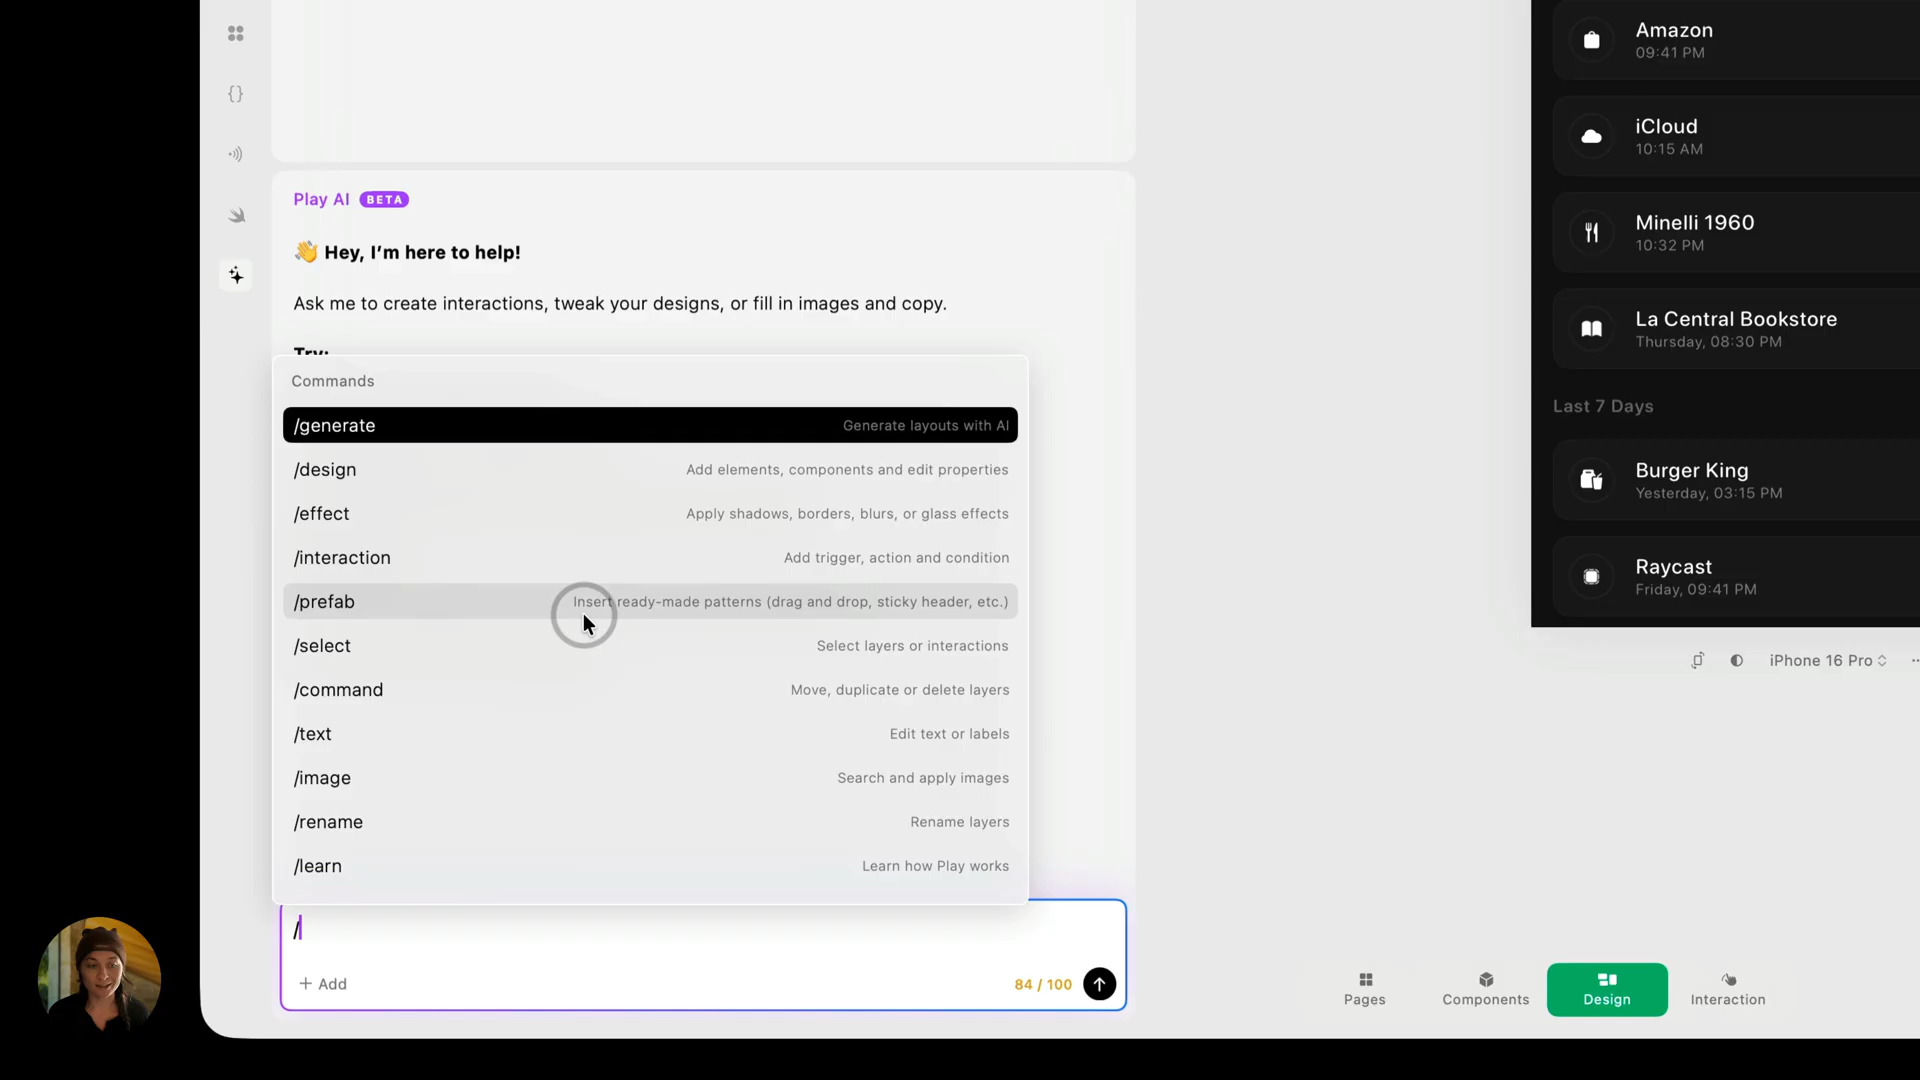 Play AI BETA
👋 Hey, I’m here to help!
Ask me to create interactions, tweak your designs, or fill in images and copy.
Try:
Commands
/generate Generate layouts with AI
/design Add elements, components and edit properties
/effect Apply shadows, borders, blurs, or glass effects
/interaction Add trigger, action and condition
/prefab Insert ready-made patterns (drag and drop, sticky header, etc.)
/select Select layers or interactions
/command Move, duplicate or delete layers
/text Edit text or labels
/image Search and apply images
/rename Rename layers
/learn Learn how Play works
/
+ Add
84 / 100
Amazon
09:41 PM
iCloud
10:15 AM
Minelli 1960
10:32 PM
La Central Bookstore
Thursday, 08:30 PM
Last 7 Days
Burger King
Yesterday, 03:15 PM
Raycast
Friday, 09:41 PM
iPhone 16 Pro
Pages
Components
Design
Interaction